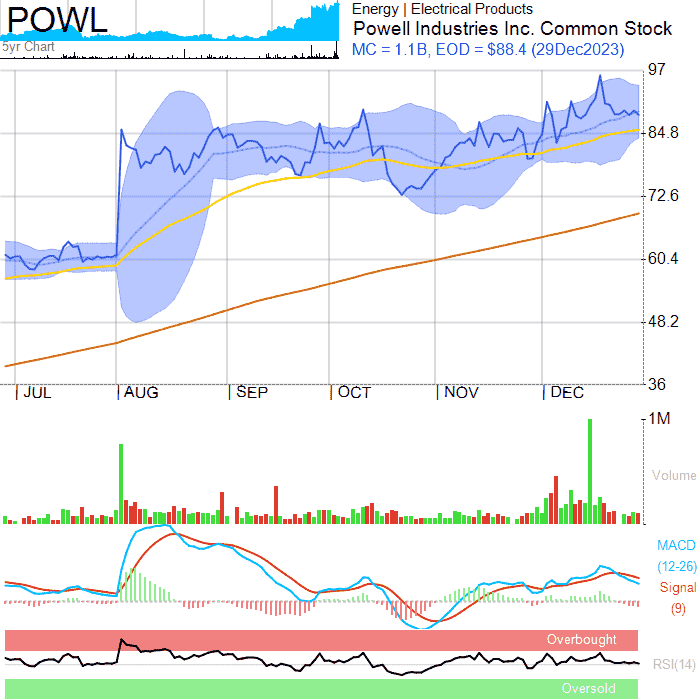 POWL
5yr Chart
Energy | Electrical Products
Powell Industries Inc. Common Stock
MC = 1.1B, EOD = $88.4 (29Dec2023)
97
84.8
72.6
60.4
48.2
36
JUL AUG SEP OCT NOV DEC
1M
Volume
MACD
(12-26)
Signal
(9)
Overbought
RSI(14)
Oversold